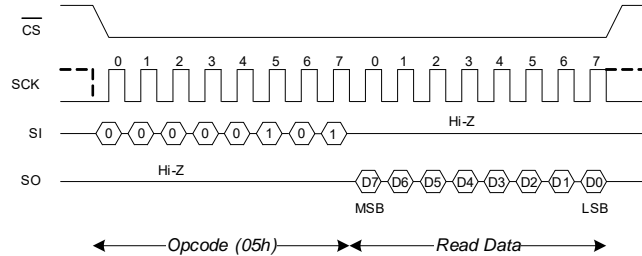 CS
0 1 2 3 4 5 6 7 0 1 2 3 4 5 6 7
SCK
SI 0 0 0 0 0 1 0 1 Hi-Z
SO Hi-Z D7 D6 D5 D4 D3 D2 D1 D0
MSB LSB
Opcode (05h) Read Data